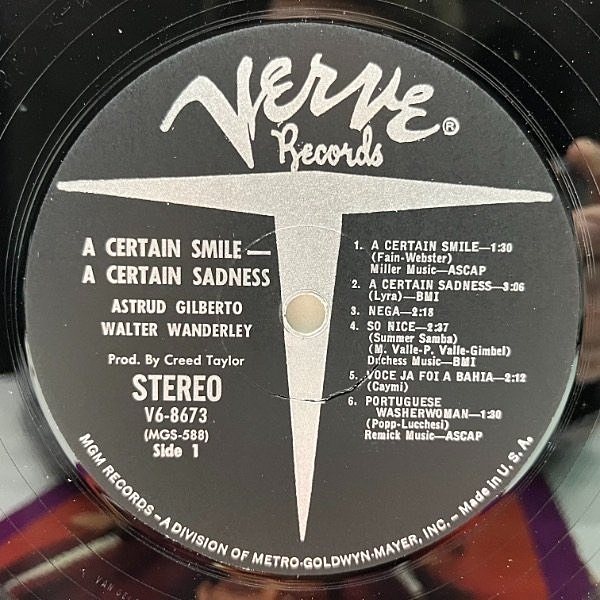 VERVE ®
Records
A CERTAIN SMILE—
A CERTAIN SADNESS
ASTRUD GILBERTO
WALTER WANDERLEY
Prod. By Creed Taylor
STEREO
V6-8673
(MGS-588)
Side 1
1. A CERTAIN SMILE—1:30
(Fain-Webster)
Miller Music—ASCAP
2. A CERTAIN SADNESS—3:06
(Lyra)—BMI
3. NEGA—2:18
4. SO NICE—2:37
(Summer Samba)
(M. Valle-P. Valle-Gimbel)
Duchess Music—BMI
5. VOCE JA FOI A BAHIA—2:12
(Caymi)
6. PORTUGUESE
WASHERWOMAN—1:30
(Popp-Lucchesi)
Remick Music—ASCAP
MGM RECORDS – A DIVISION OF METRO-GOLDWYN-MAYER, INC. – Made in U. S. A.